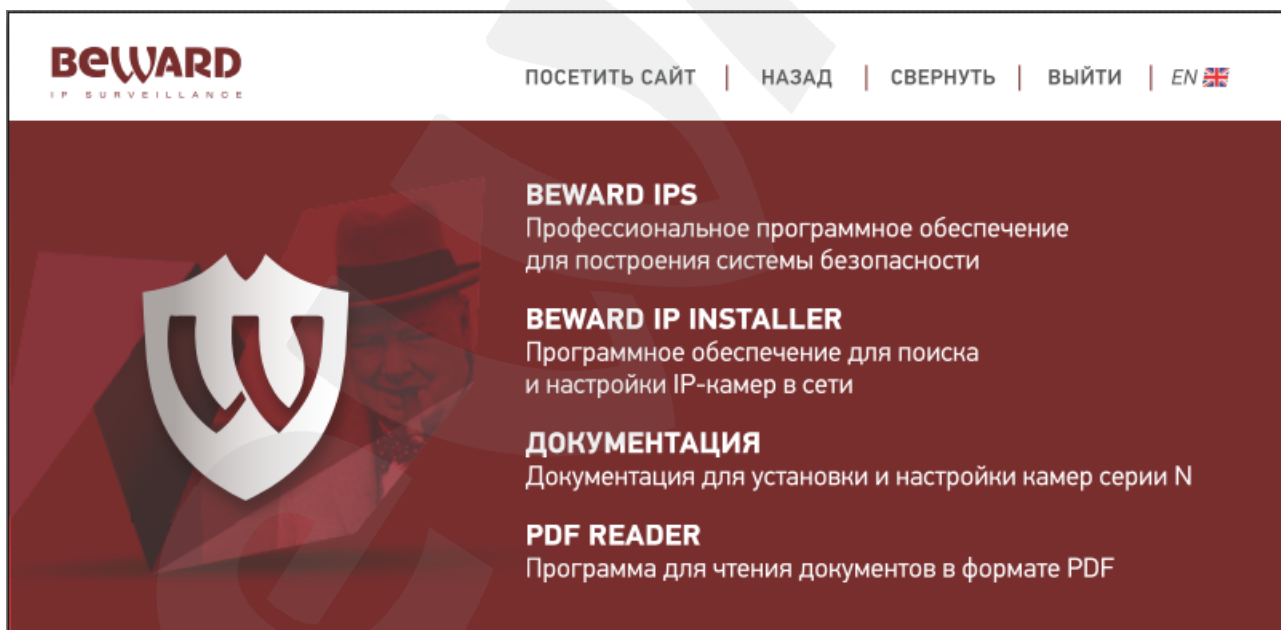 BEWARD
IP SURVEILLANCE
ПОСЕТИТЬ САЙТ | НАЗАД | СВЕРНУТЬ | ВЫЙТИ | EN
BEWARD IPS
Профессиональное программное обеспечение
для построения системы безопасности
BEWARD IP INSTALLER
Программное обеспечение для поиска
и настройки IP-камер в сети
ДОКУМЕНТАЦИЯ
Документация для установки и настройки камер серии N
PDF READER
Программа для чтения документов в формате PDF